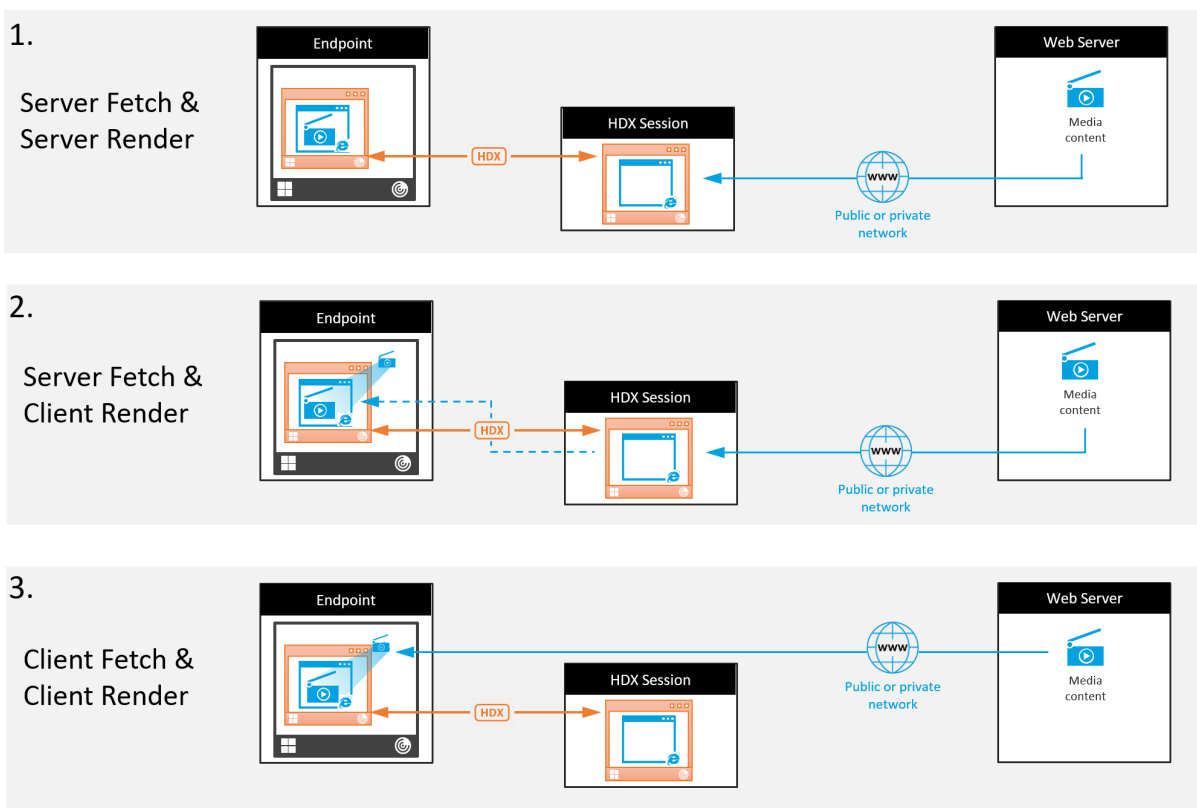 1.
Server Fetch &
Server Render
Endpoint
HDX
HDX Session
www
Public or private
network
Web Server
Media
content
2.
Server Fetch &
Client Render
Endpoint
HDX
HDX Session
www
Public or private
network
Web Server
Media
content
3.
Client Fetch &
Client Render
Endpoint
HDX
HDX Session
www
Public or private
network
Web Server
Media
content